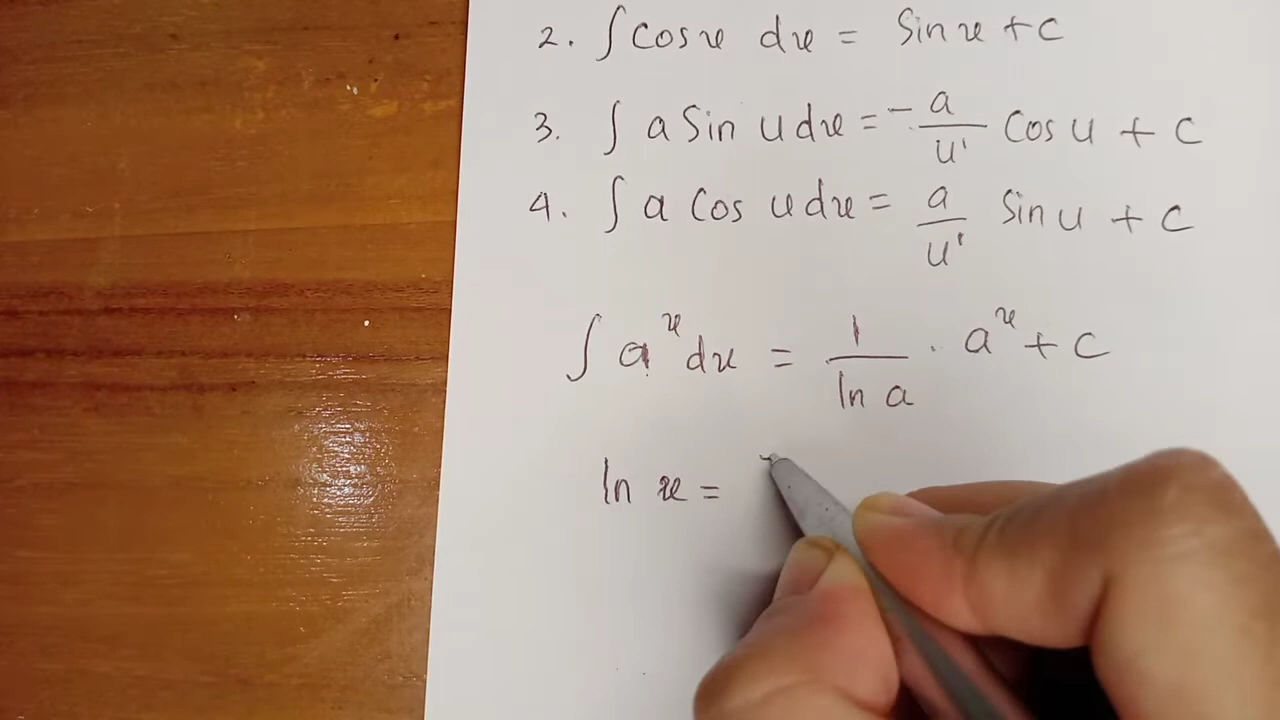 2. ∫ cos x dx = sin x + c
3. ∫ a sin u dx = - a/u' cos u + c
4. ∫ a cos u dx = a/u' sin u + c
∫ a^x dx = 1/ln a · a^x + c
ln x =